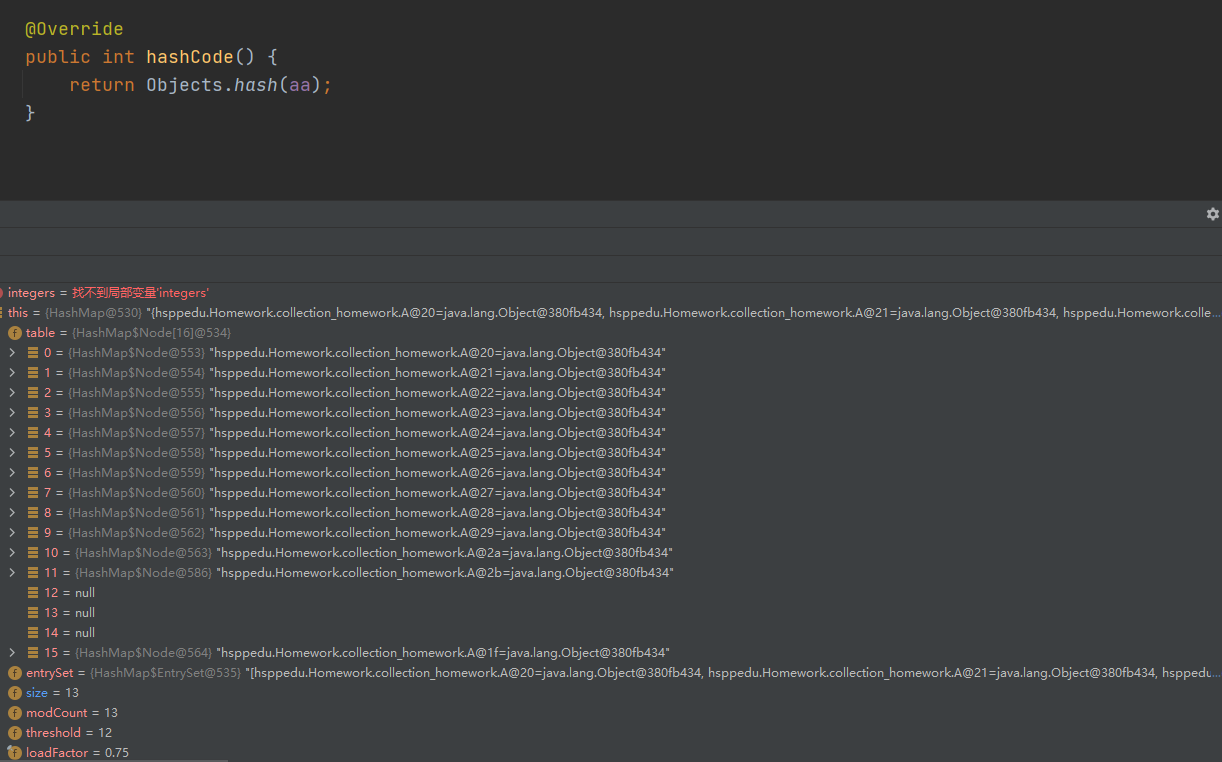 @Override
public int hashCode() {
return Objects.hash(aa);
}
integers = 找不到局部变量'integers'
this = {HashMap@530} "{hsppedu.Homework.collection_homework.A@20=java.lang.Object@380fb434, hsppedu.Homework.collection_homework.A@21=java.lang.Object@380fb434, hsppedu.Homework.colle...
table = {HashMap$Node[16]@534}
0 = {HashMap$Node@553} "hsppedu.Homework.collection_homework.A@20=java.lang.Object@380fb434"
1 = {HashMap$Node@554} "hsppedu.Homework.collection_homework.A@21=java.lang.Object@380fb434"
2 = {HashMap$Node@555} "hsppedu.Homework.collection_homework.A@22=java.lang.Object@380fb434"
3 = {HashMap$Node@556} "hsppedu.Homework.collection_homework.A@23=java.lang.Object@380fb434"
4 = {HashMap$Node@557} "hsppedu.Homework.collection_homework.A@24=java.lang.Object@380fb434"
5 = {HashMap$Node@558} "hsppedu.Homework.collection_homework.A@25=java.lang.Object@380fb434"
6 = {HashMap$Node@559} "hsppedu.Homework.collection_homework.A@26=java.lang.Object@380fb434"
7 = {HashMap$Node@560} "hsppedu.Homework.collection_homework.A@27=java.lang.Object@380fb434"
8 = {HashMap$Node@561} "hsppedu.Homework.collection_homework.A@28=java.lang.Object@380fb434"
9 = {HashMap$Node@562} "hsppedu.Homework.collection_homework.A@29=java.lang.Object@380fb434"
10 = {HashMap$Node@563} "hsppedu.Homework.collection_homework.A@2a=java.lang.Object@380fb434"
11 = {HashMap$Node@586} "hsppedu.Homework.collection_homework.A@2b=java.lang.Object@380fb434"
12 = null
13 = null
14 = null
15 = {HashMap$Node@564} "hsppedu.Homework.collection_homework.A@1f=java.lang.Object@380fb434"
entrySet = {HashMap$EntrySet@535} "[hsppedu.Homework.collection_homework.A@20=java.lang.Object@380fb434, hsppedu.Homework.collection_homework.A@21=java.lang.Object@380fb434, hsppedu...
size = 13
modCount = 13
threshold = 12
loadFactor = 0.75